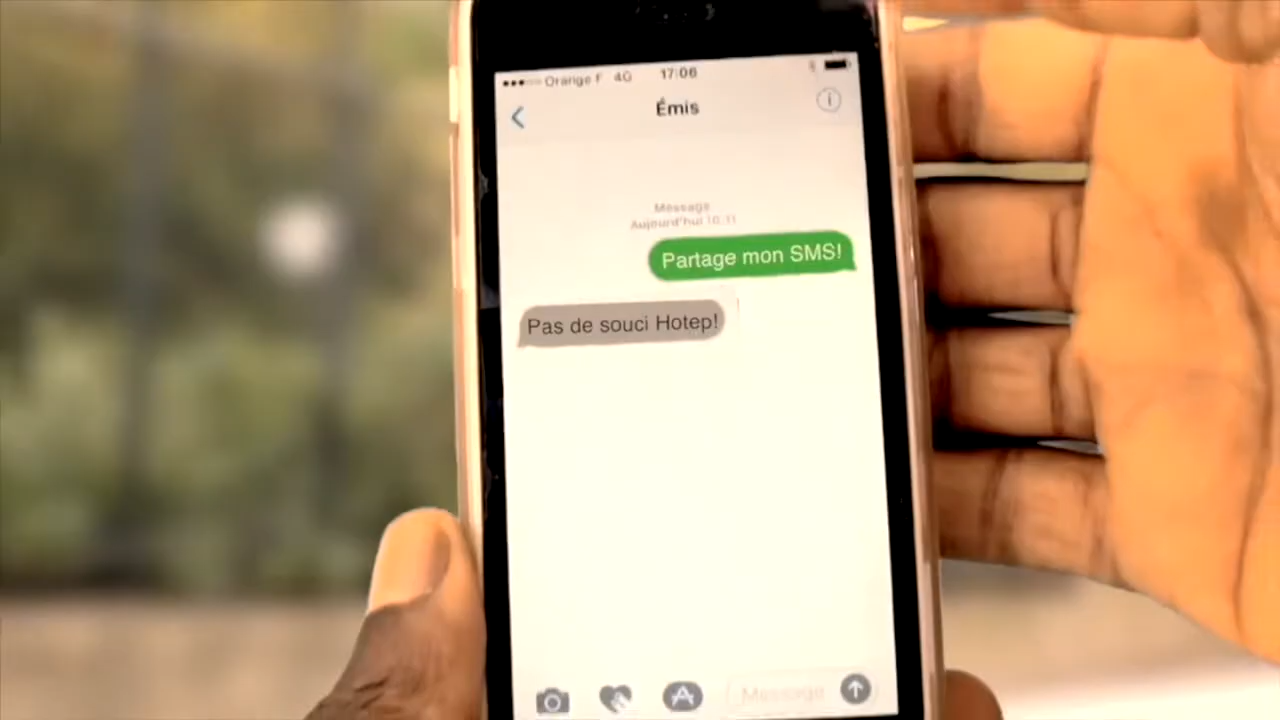 Orange F 4G 17:06
Émis
Message
Aujourd'hui 10:11
Partage mon SMS!
Pas de souci Hotep!
Message